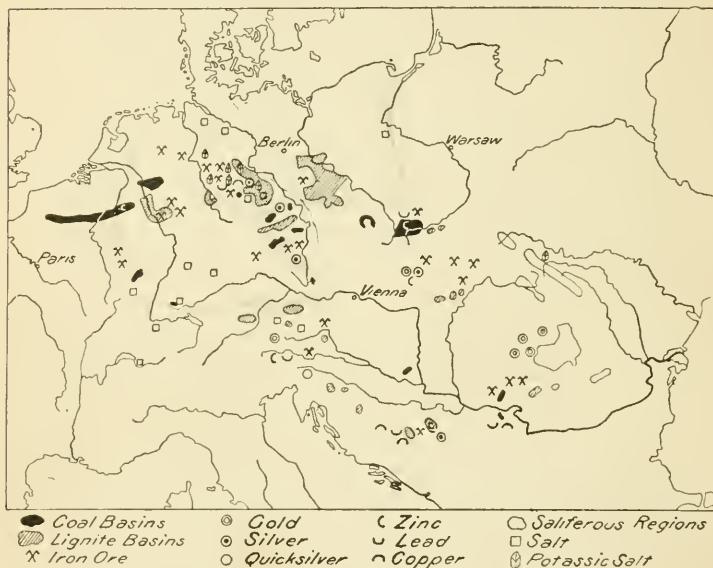 Berlin
Warsaw
Paris
Vienna
Coal Basins Gold Zinc Saliferous Regions
Lignite Basins Silver Lead Salt
Iron Ore Quicksilver Copper Potassic Salt